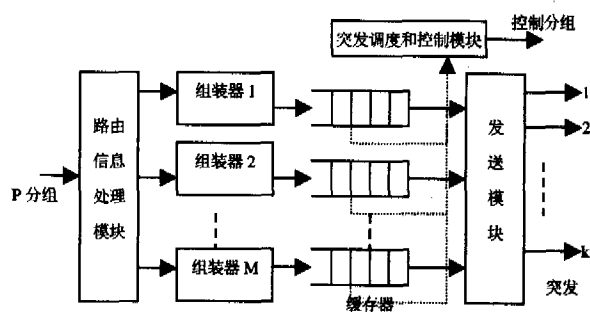 控制分组
突发调度和控制模块
组装器 1
1
路由信息处理模块
发送模块
2
组装器 2
P 分组
组装器 M
k
缓存器
突发